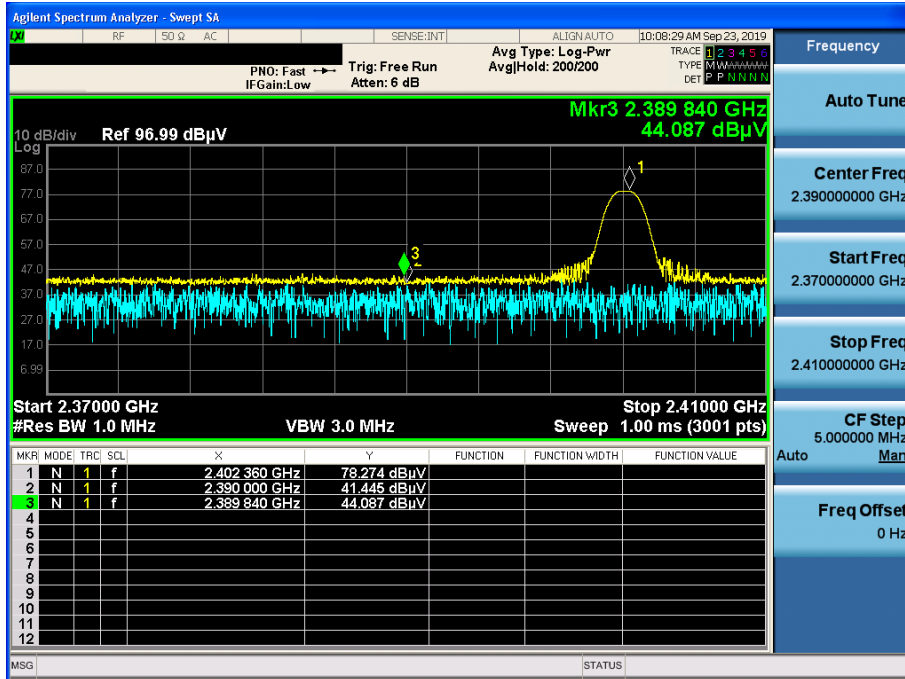 Agilent Spectrum Analyzer - Swept SA
LXI RF 50 Ω AC SENSE:INT ALIGN AUTO 10:08:29 AM Sep 23, 2019
PNO: Fast
IFGain:Low
Trig: Free Run
Atten: 6 dB
Avg Type: Log-Pwr
Avg|Hold: 200/200
TRACE 1 2 3 4 5 6
TYPE M
DET P P N N N N
Mkr3 2.389 840 GHz
44.087 dBµV
10 dB/div Ref 96.99 dBµV
Log
87.0
77.0
67.0
57.0
47.0
37.0
27.0
17.0
6.99
1
3
2
Start 2.37000 GHz Stop 2.41000 GHz
#Res BW 1.0 MHz VBW 3.0 MHz Sweep 1.00 ms (3001 pts)
MKR MODE TRC SCL X Y FUNCTION FUNCTION WIDTH FUNCTION VALUE
1 N 1 f 2.402 360 GHz 78.274 dBµV
2 N 1 f 2.390 000 GHz 41.445 dBµV
3 N 1 f 2.389 840 GHz 44.087 dBµV
4
5
6
7
8
9
10
11
12
MSG STATUS
Frequency
Auto Tune
Center Freq
2.390000000 GHz
Start Freq
2.370000000 GHz
Stop Freq
2.410000000 GHz
CF Step
5.000000 MHz
Auto Man
Freq Offset
0 Hz